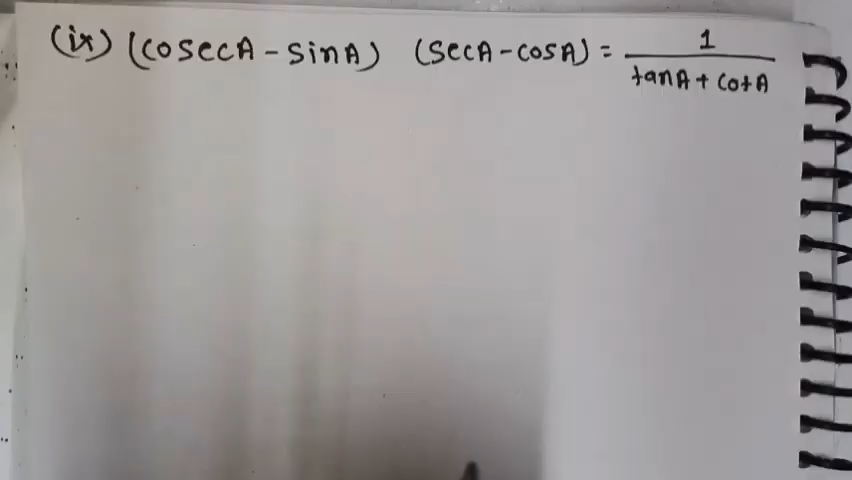 (ix) (cosecA - sinA) (secA - cosA) = 1 / tanA + cotA